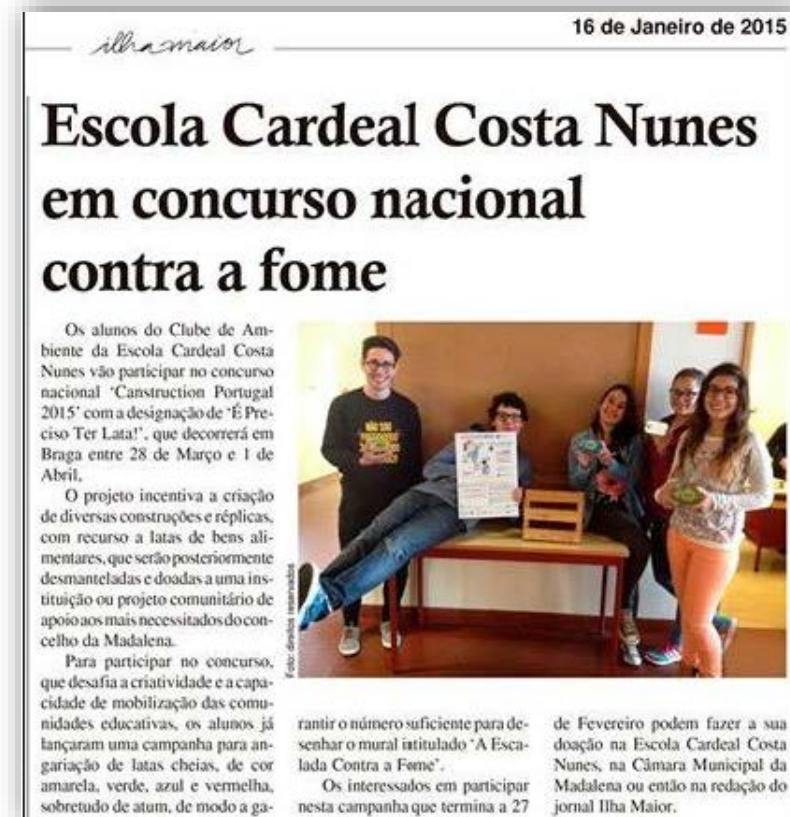 ilha maior
16 de Janeiro de 2015
Escola Cardeal Costa Nunes
em concurso nacional
contra a fome
Os alunos do Clube de Am-
biente da Escola Cardeal Costa
Nunes vão participar no concurso
nacional ‘Canstruction Portugal
2015’ com a designação de ‘É Pre-
ciso Ter Lata!’, que decorrerá em
Braga entre 28 de Março e 1 de
Abril.
O projeto incentiva a criação
de diversas construções e réplicas,
com recurso a latas de bens ali-
mentares, que serão posteriormente
desmanteladas e doadas a uma ins-
tituição ou projeto comunitário de
apoio aos mais necessitados do con-
celho da Madalena.
Para participar no concurso,
que desafia a criatividade e a capa-
cidade de mobilização das comu-
nidades educativas, os alunos já
lançaram uma campanha para an-
gariação de latas cheias, de cor
amarela, verde, azul e vermelha,
sobretudo de atum, de modo a ga-
Foto: direitos reservados
rantir o número suficiente para de-
senhar o mural intitulado ‘A Esca-
lada Contra a Fome’.
Os interessados em participar
nesta campanha que termina a 27
de Fevereiro podem fazer a sua
doação na Escola Cardeal Costa
Nunes, na Câmara Municipal da
Madalena ou então na redação do
jornal Ilha Maior.